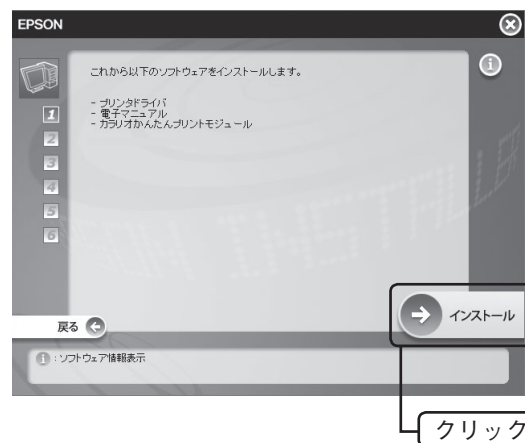 EPSON
これから以下のソフトウェアをインストールします。
- プリンタドライバ
- 電子マニュアル
- カラリオかんたんプリントモジュール
1
2
3
4
5
6
インストール
戻る
i : ソフトウェア情報表示
クリック